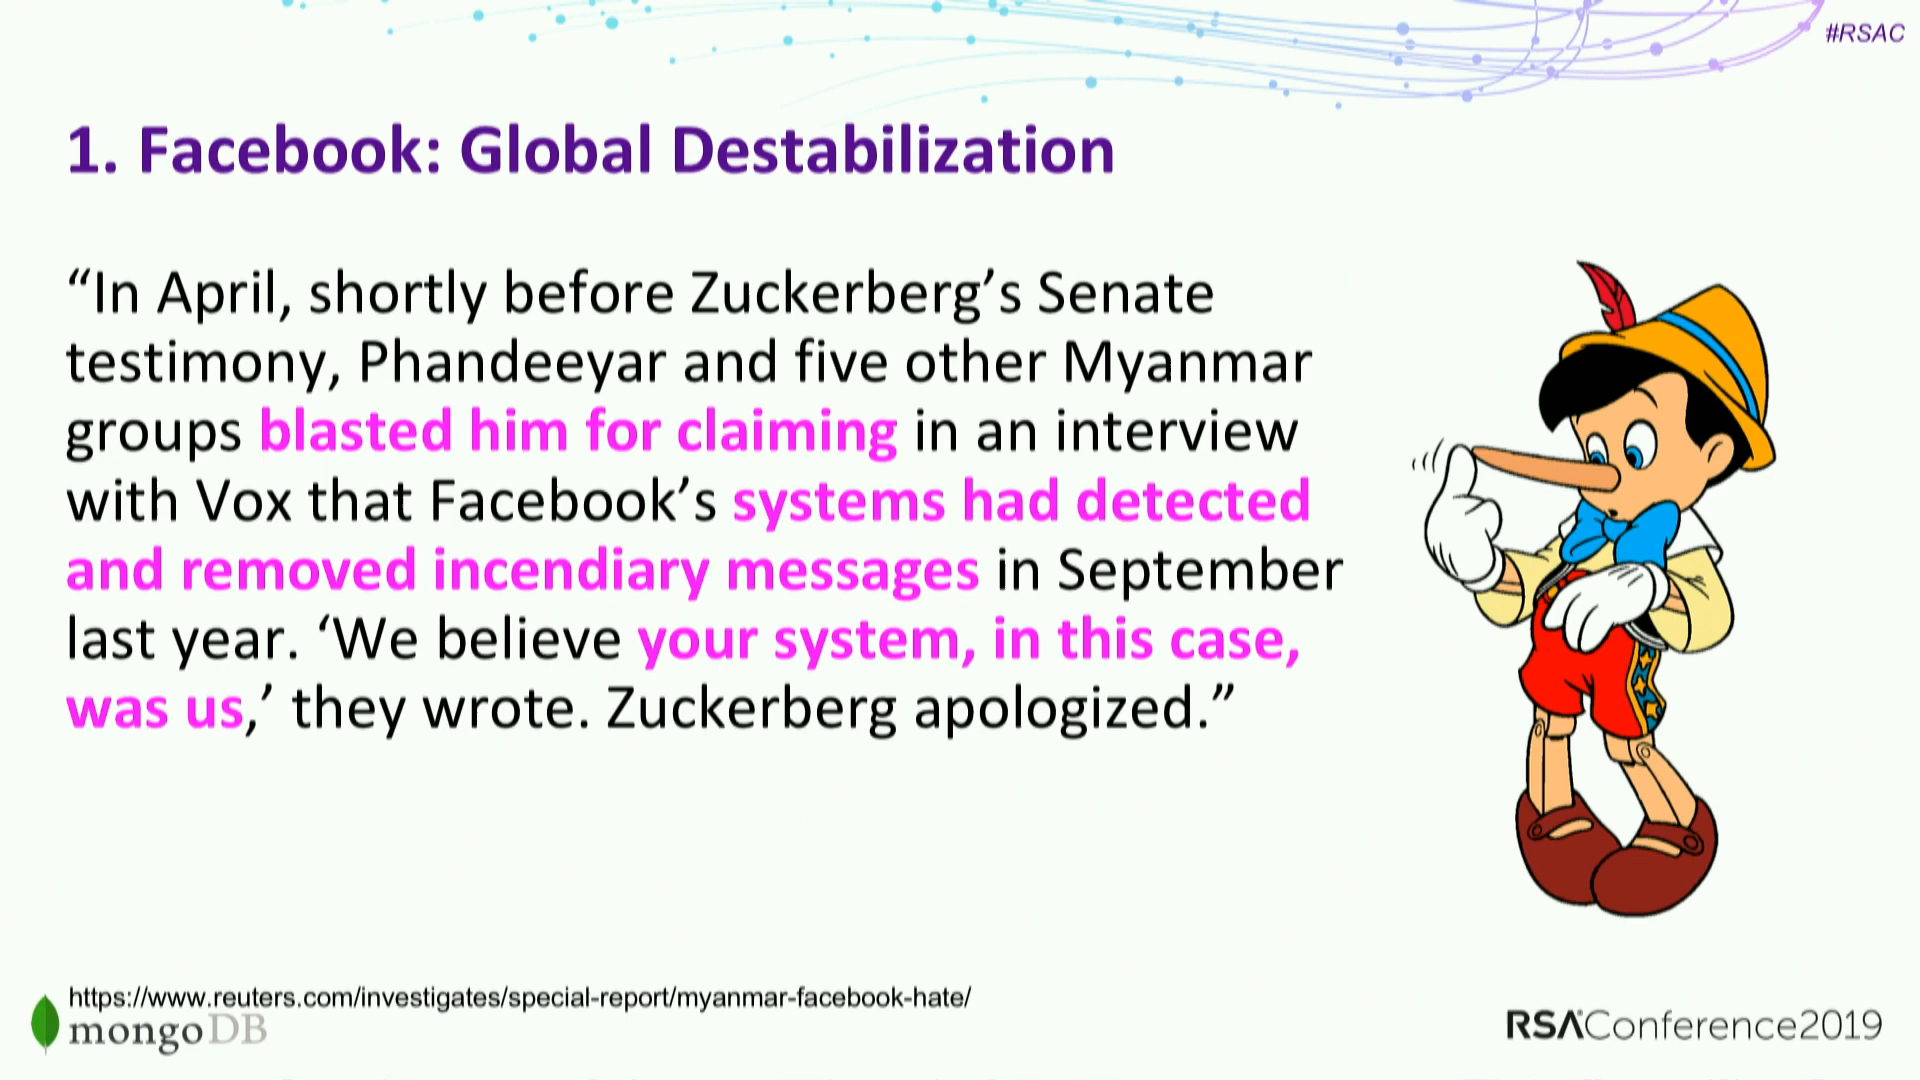 #RSAC
1. Facebook: Global Destabilization
“In April, shortly before Zuckerberg’s Senate
testimony, Phandeeyar and five other Myanmar
groups blasted him for claiming in an interview
with Vox that Facebook’s systems had detected
and removed incendiary messages in September
last year. ‘We believe your system, in this case,
was us,’ they wrote. Zuckerberg apologized.”
https://www.reuters.com/investigates/special-report/myanmar-facebook-hate/
mongoDB
RSAConference2019